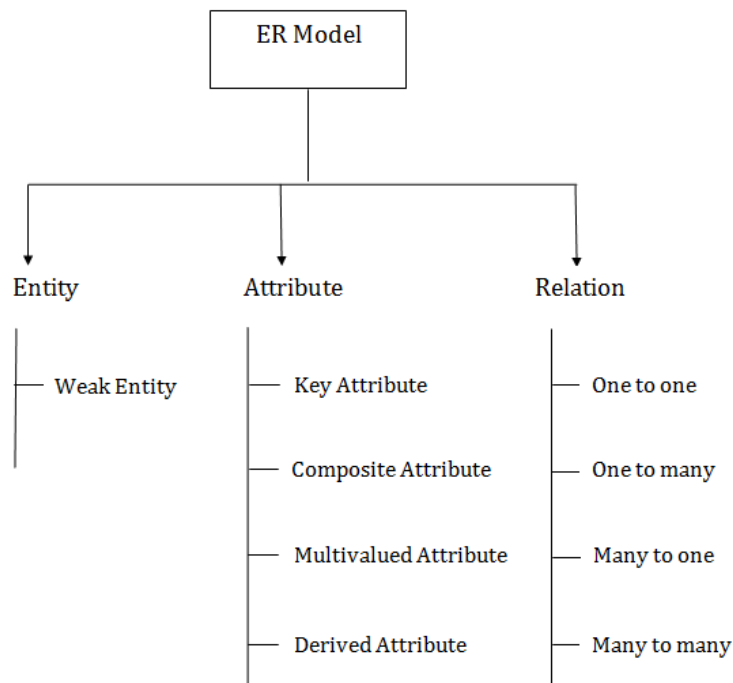 ER Model
Entity
Attribute
Relation
Weak Entity
Key Attribute
One to one
Composite Attribute
One to many
Multivalued Attribute
Many to one
Derived Attribute
Many to many